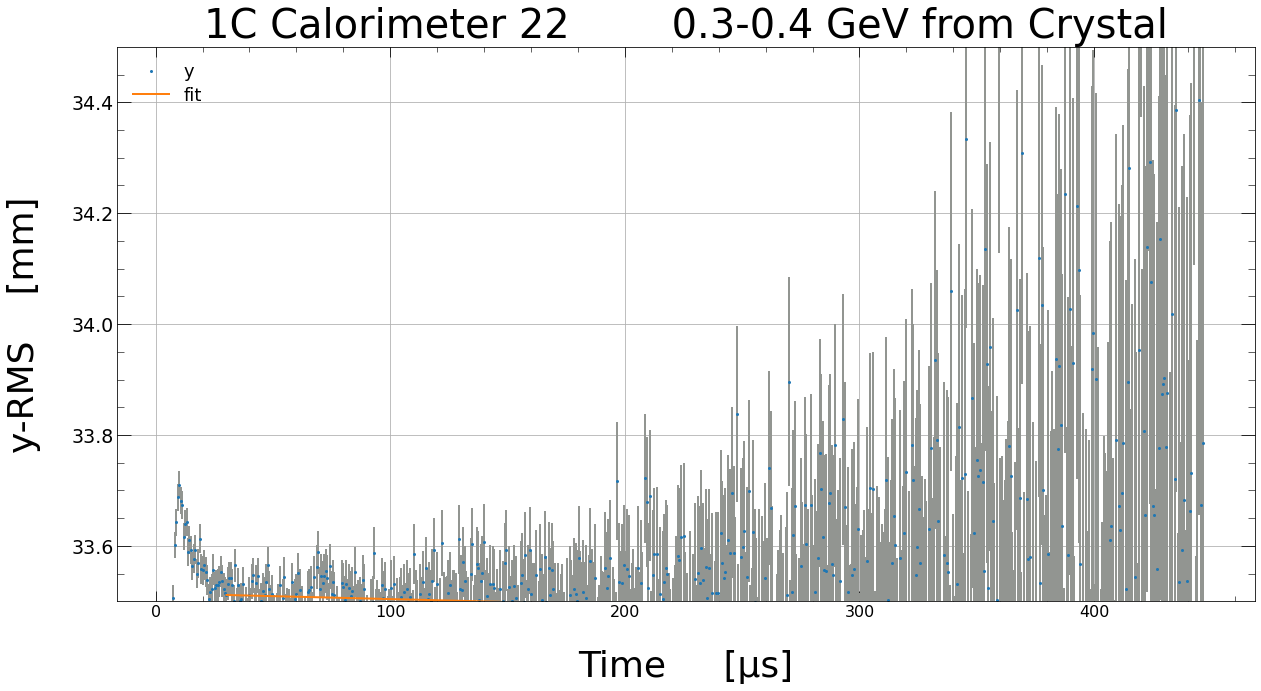 1C Calorimeter 22 0.3-0.4 GeV from Crystal
y
fit
34.4
34.2
34.0
33.8
33.6
y-RMS [mm]
0 100 200 300 400
Time [μs]